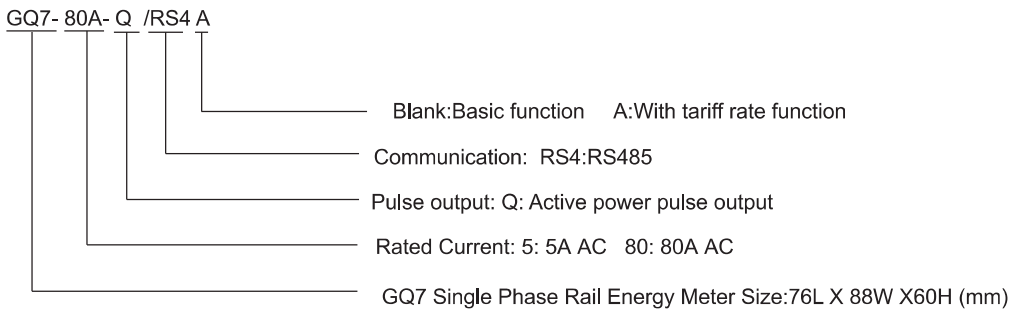 GQ7- 80A- Q /RS4 A
Blank:Basic function A:With tariff rate function
Communication: RS4:RS485
Pulse output: Q: Active power pulse output
Rated Current: 5: 5A AC 80: 80A AC
GQ7 Single Phase Rail Energy Meter Size:76L X 88W X60H (mm)